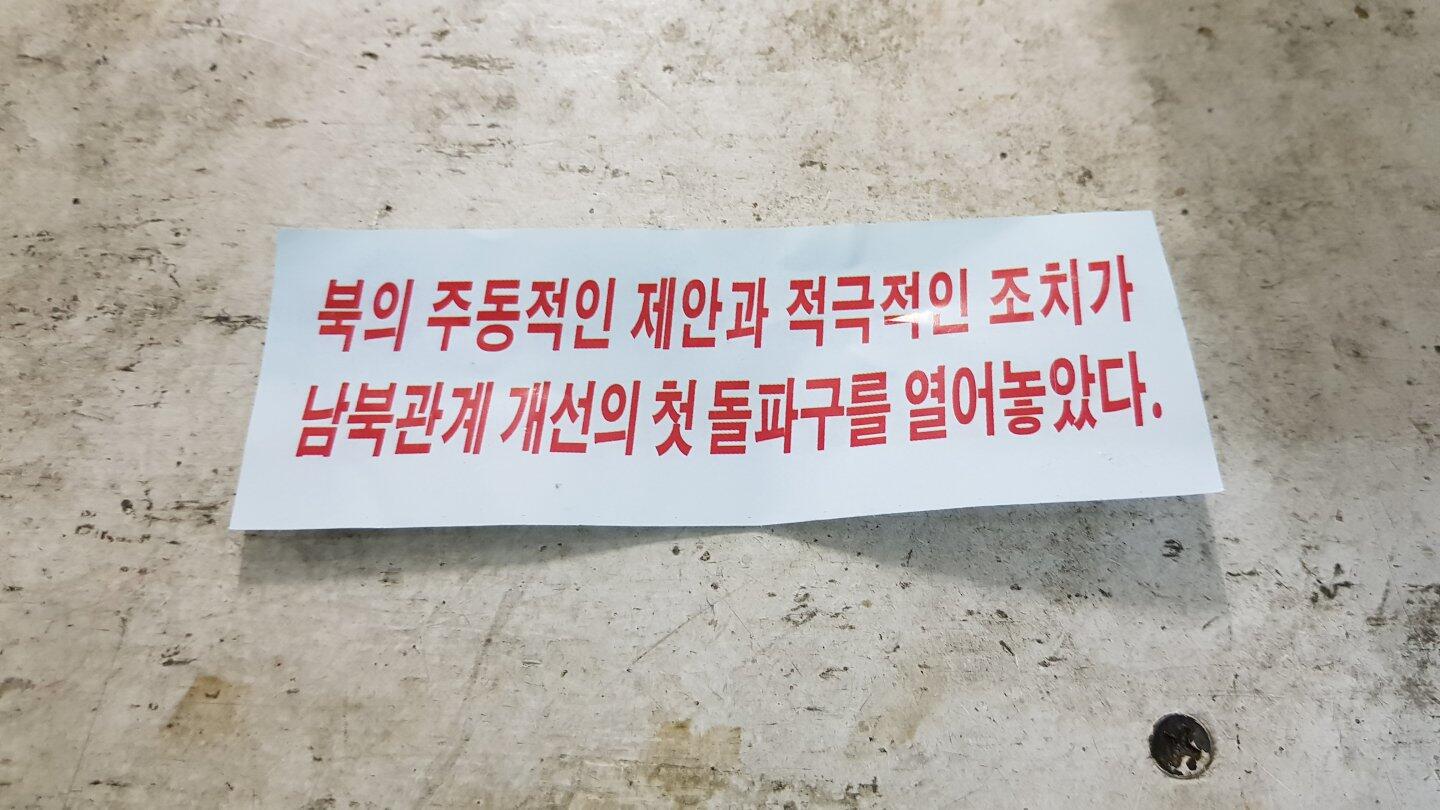 북의 주동적인 제안과 적극적인 조치가
남북관계 개선의 첫 돌파구를 열어놓았다.